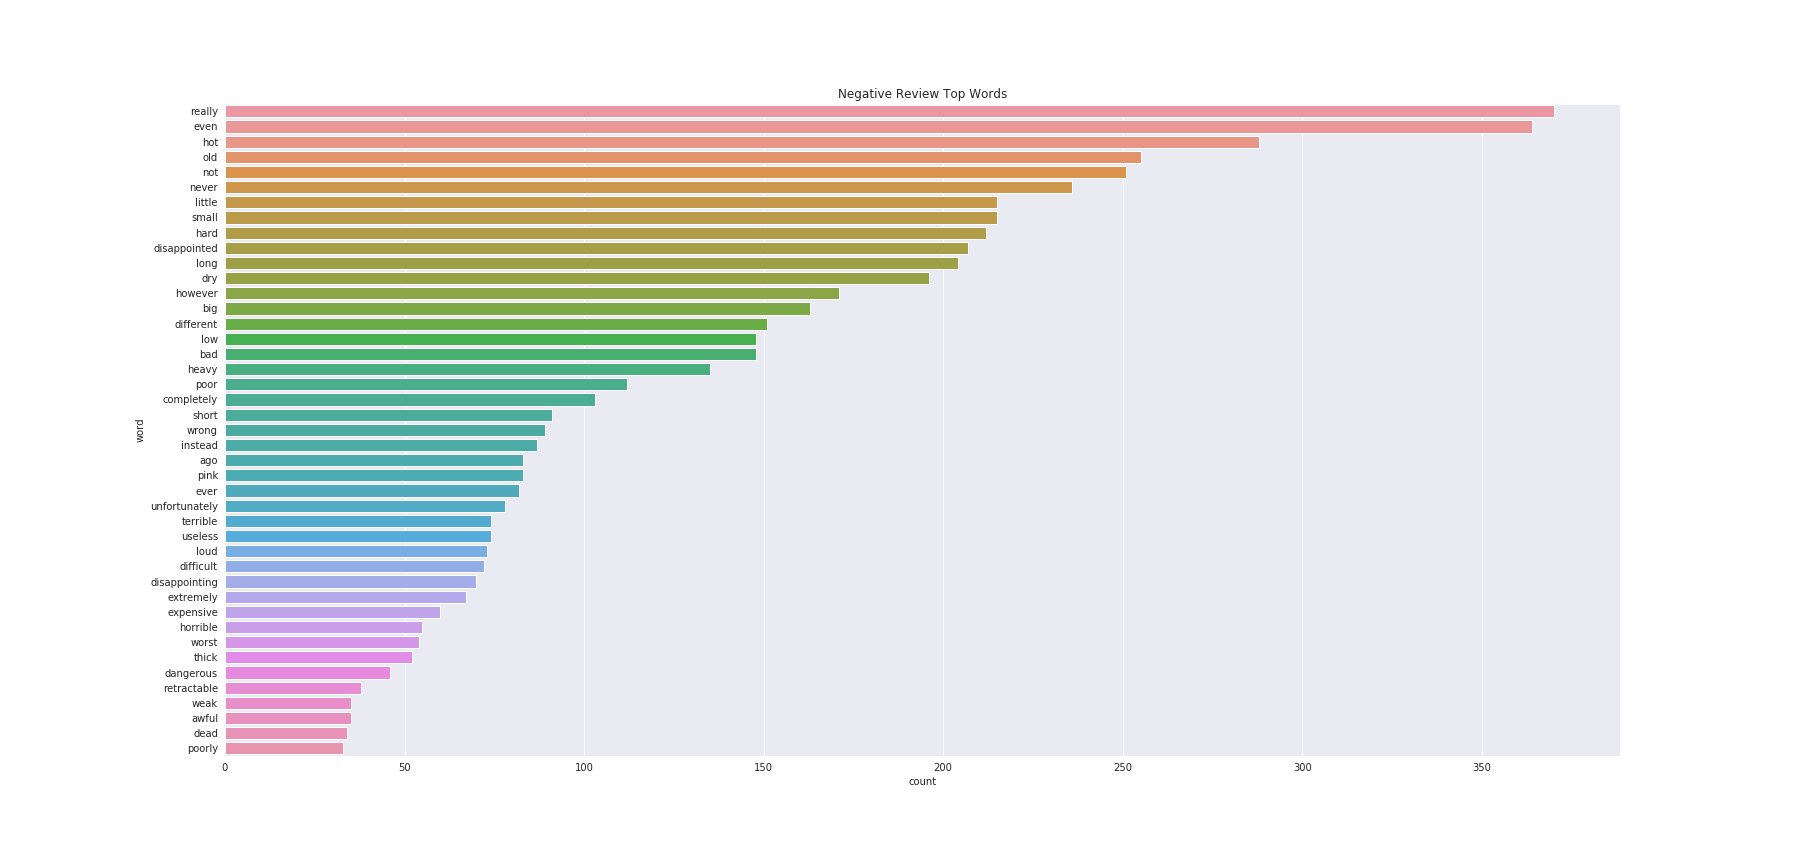 Negative Review Top Words
word
really
even
hot
old
not
never
little
small
hard
disappointed
long
dry
however
big
different
low
bad
heavy
poor
completely
short
wrong
instead
ago
pink
ever
unfortunately
terrible
useless
loud
difficult
disappointing
extremely
expensive
horrible
worst
thick
dangerous
retractable
weak
awful
dead
poorly
0 50 100 150 200 250 300 350
count